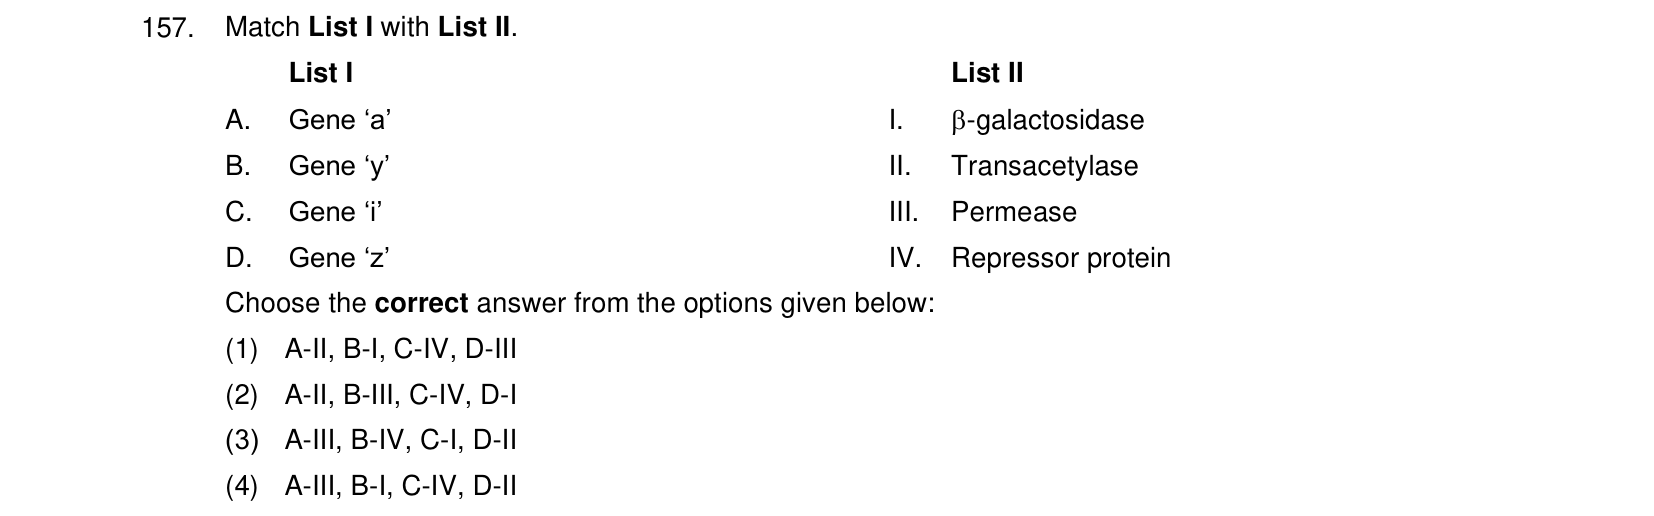 157. Match List I with List II.
List I List II
A. Gene ‘a’ I. β-galactosidase
B. Gene ‘y’ II. Transacetylase
C. Gene ‘i’ III. Permease
D. Gene ‘z’ IV. Repressor protein
Choose the correct answer from the options given below:
(1) A-II, B-I, C-IV, D-III
(2) A-II, B-III, C-IV, D-I
(3) A-III, B-IV, C-I, D-II
(4) A-III, B-I, C-IV, D-II